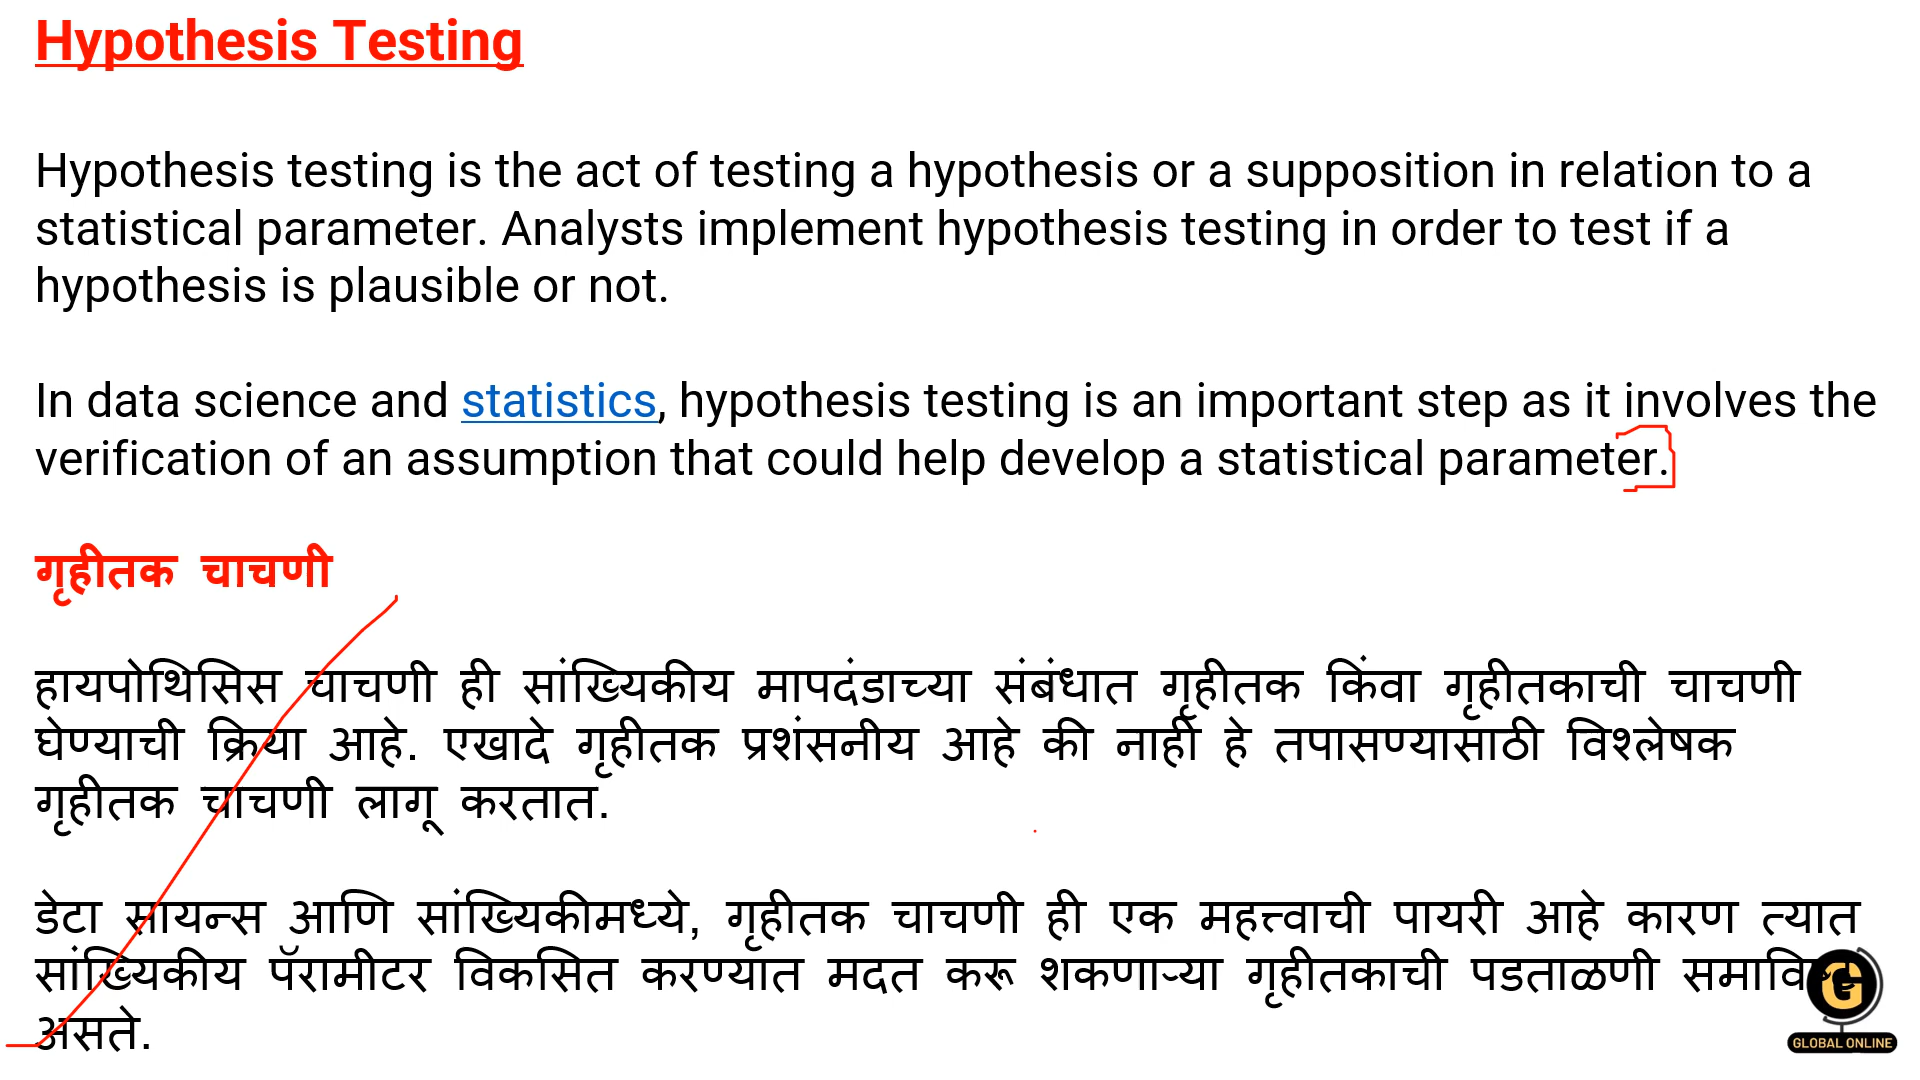 Hypothesis Testing
Hypothesis testing is the act of testing a hypothesis or a supposition in relation to a
statistical parameter. Analysts implement hypothesis testing in order to test if a
hypothesis is plausible or not.
In data science and statistics, hypothesis testing is an important step as it involves the
verification of an assumption that could help develop a statistical parameter.
गृहीतक चाचणी
हायपोथिसिस चाचणी ही सांख्यिकीय मापदंडाच्या संबंधात गृहीतक किंवा गृहीतकाची चाचणी
घेण्याची क्रिया आहे. एखादे गृहीतक प्रशंसनीय आहे की नाही हे तपासण्यासाठी विश्लेषक
गृहीतक चाचणी लागू करतात.
डेटा सायन्स आणि सांख्यिकीमध्ये, गृहीतक चाचणी ही एक महत्त्वाची पायरी आहे कारण त्यात
सांख्यिकीय पॅरामीटर विकसित करण्यात मदत करू शकणाऱ्या गृहीतकाची पडताळणी
असते.
GLOBAL ONLINE